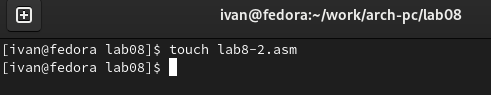 ivan@fedora:~/work/arch-pc/lab08
[ivan@fedora lab08]$ touch lab8-2.asm
[ivan@fedora lab08]$